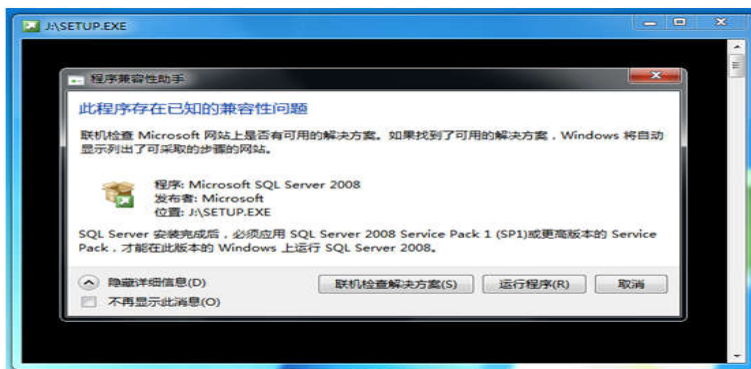 J:\SETUP.EXE
程序兼容性助手
此程序存在已知的兼容性问题
联机检查 Microsoft 网站上是否有可用的解决方案。如果找到了可用的解决方案，Windows 将自动
显示列出了可采取的步骤的网站。
程序: Microsoft SQL Server 2008
发布者: Microsoft
位置: J:\SETUP.EXE
SQL Server 安装完成后，必须应用 SQL Server 2008 Service Pack 1 (SP1)或更高版本的 Service
Pack，才能在此版本的 Windows 上运行 SQL Server 2008。
隐藏详细信息(D) 联机检查解决方案(S) 运行程序(R) 取消
不再显示此消息(O)